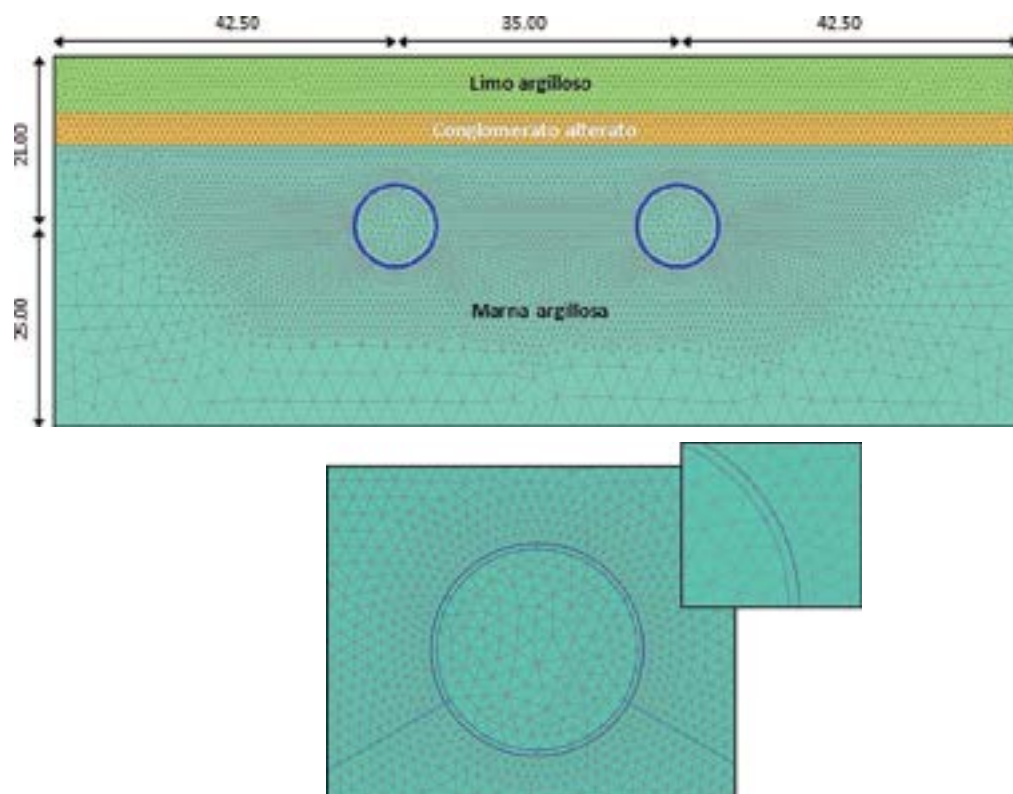 42.50 35.00 42.50
Limo argilloso
Conglomerato alterato
21.00
Marna argillosa
25.00